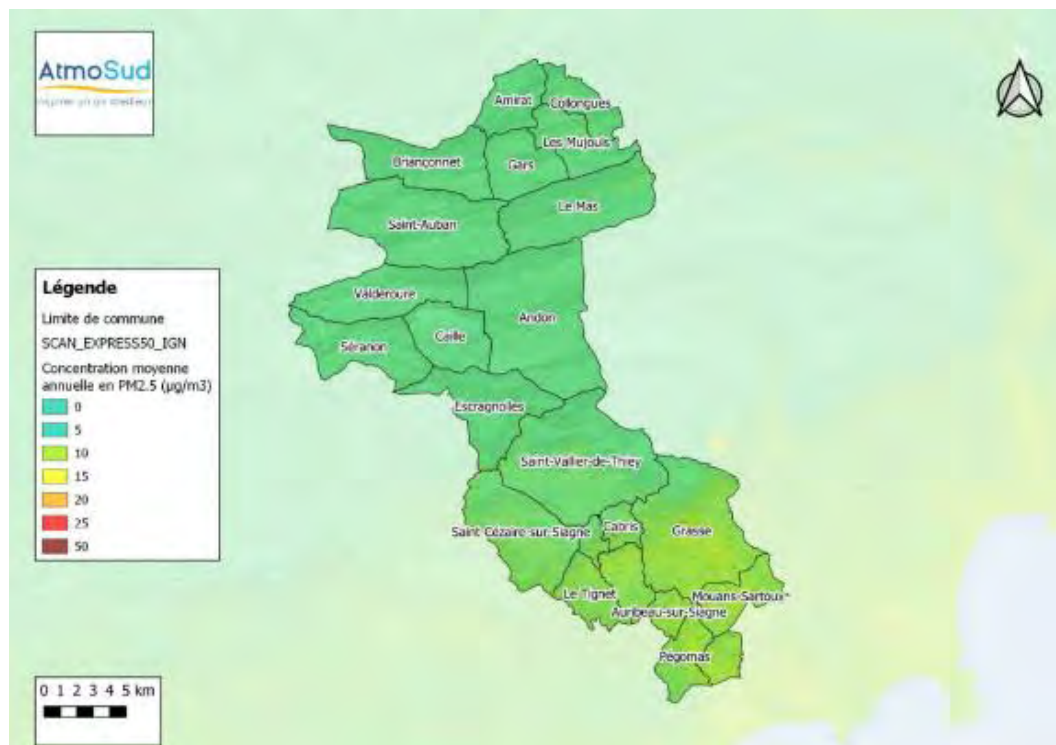 AtmoSud
Amirat
Collongues
Les Mujouls
Briançonnet
Gars
Le Mas
Saint-Auban
Valderoure
Andon
Caille
Séranon
Escragnolles
Saint-Vallier-de-Thiey
Saint Cézaire-sur-Siagne
Cabris
Grasse
Le Tignet
Mouans-Sartoux
Auribeau-sur-Siagne
Pégomas
Légende
Limite de commune
SCAN_EXPRESS50_IGN
Concentration moyenne
annuelle en PM2.5 (µg/m3)
0
5
10
15
20
25
50
0 1 2 3 4 5 km